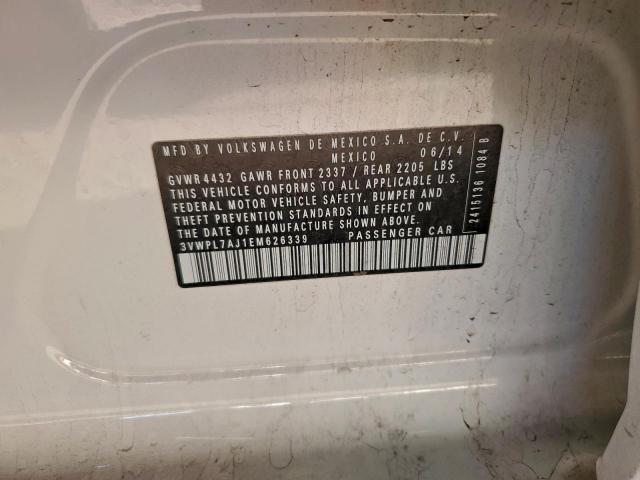 MFD BY VOLKSWAGEN DE MEXICO S.A. DE C.V.
MEXICO 06/14
GVWR 4432 GAWR FRONT 2337 / REAR 2205 LBS
THIS VEHICLE CONFORMS TO ALL APPLICABLE U.S.
FEDERAL MOTOR VEHICLE SAFETY, BUMPER AND
THEFT PREVENTION STANDARDS IN EFFECT ON
THE DATE OF MANUFACTURE SHOWN ABOVE.
3VWPL7AJ1EM626339 PASSENGER CAR
2415136 1084 B